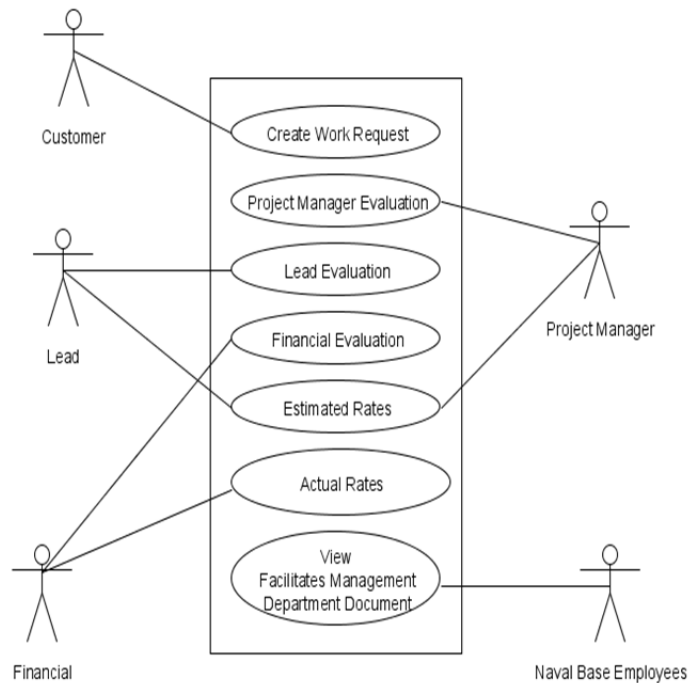 Customer
Create Work Request
Project Manager Evaluation
Lead Evaluation
Lead
Project Manager
Financial Evaluation
Estimated Rates
Actual Rates
View
Facilitates Management
Department Document
Financial
Naval Base Employees